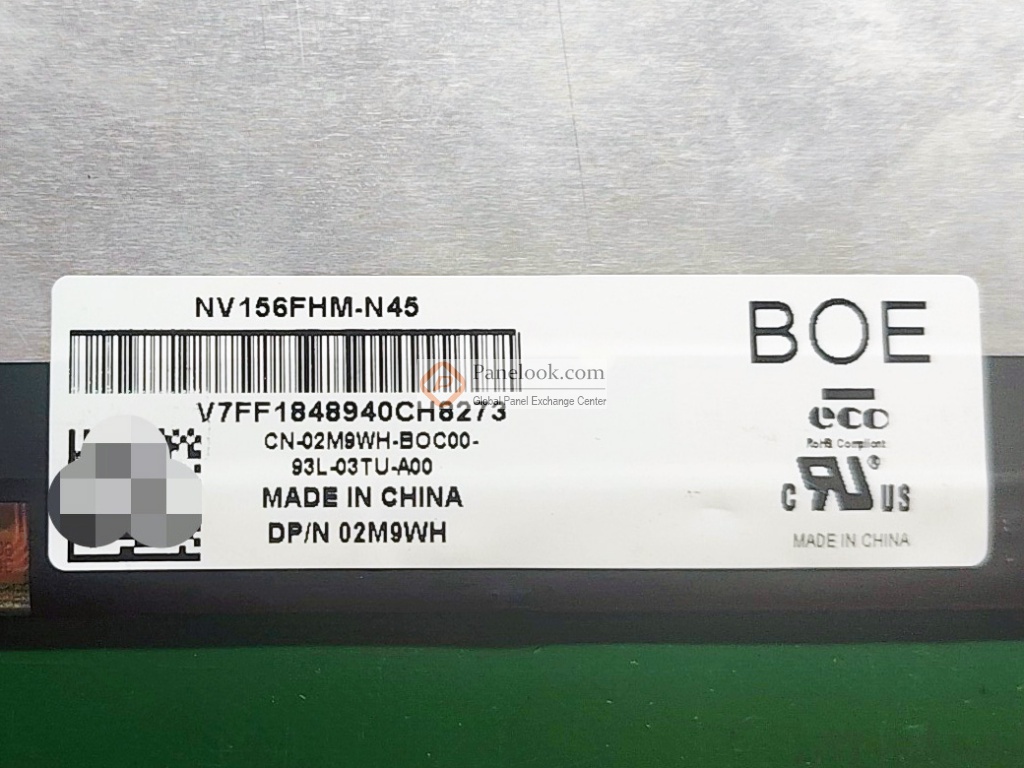 NV156FHM-N45
BOE
Panelook.com
Global Panel Exchange Center
V7FF1848940CH8273
eco
RoHS Compliant
CN-02M9WH-BOC00-
93L-03TU-A00
MADE IN CHINA
DP/N 02M9WH
C RU ® US
MADE IN CHINA